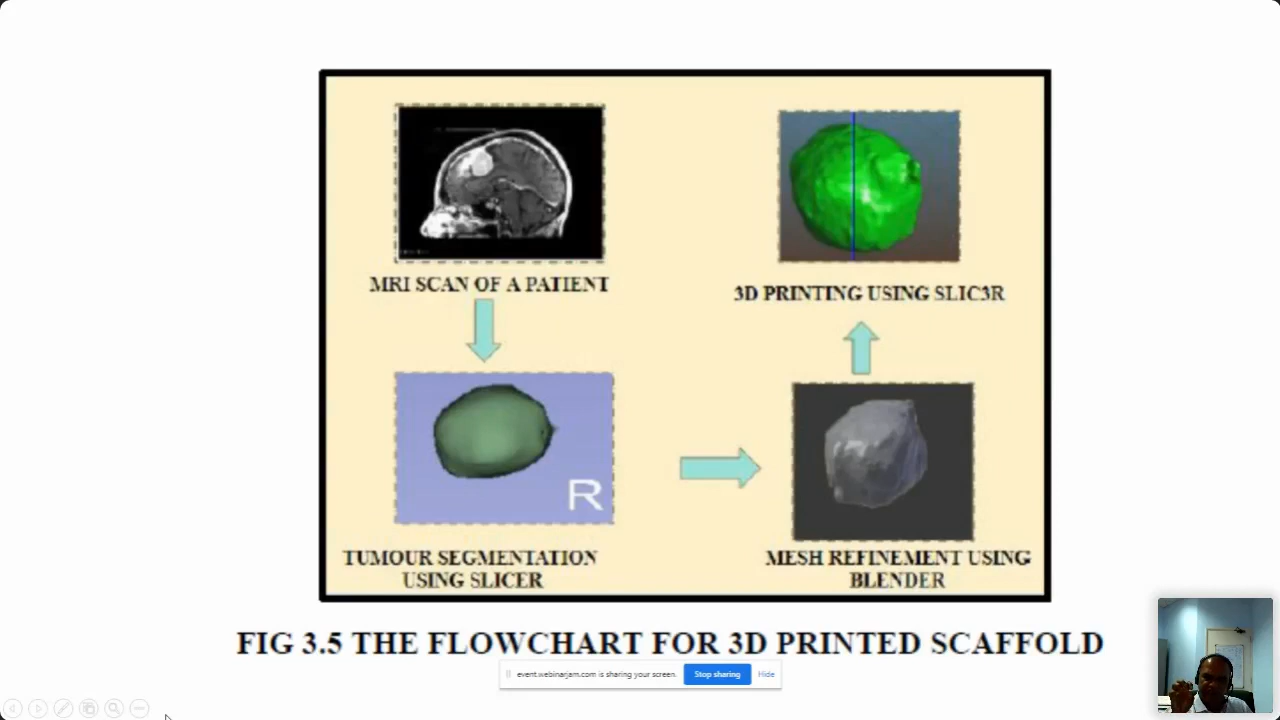 MRI SCAN OF A PATIENT
3D PRINTING USING SLIC3R
R
TUMOUR SEGMENTATION
USING SLICER
MESH REFINEMENT USING
BLENDER
FIG 3.5 THE FLOWCHART FOR 3D PRINTED SCAFFOLD
event.webinarjam.com is sharing your screen.
Stop sharing
Hide